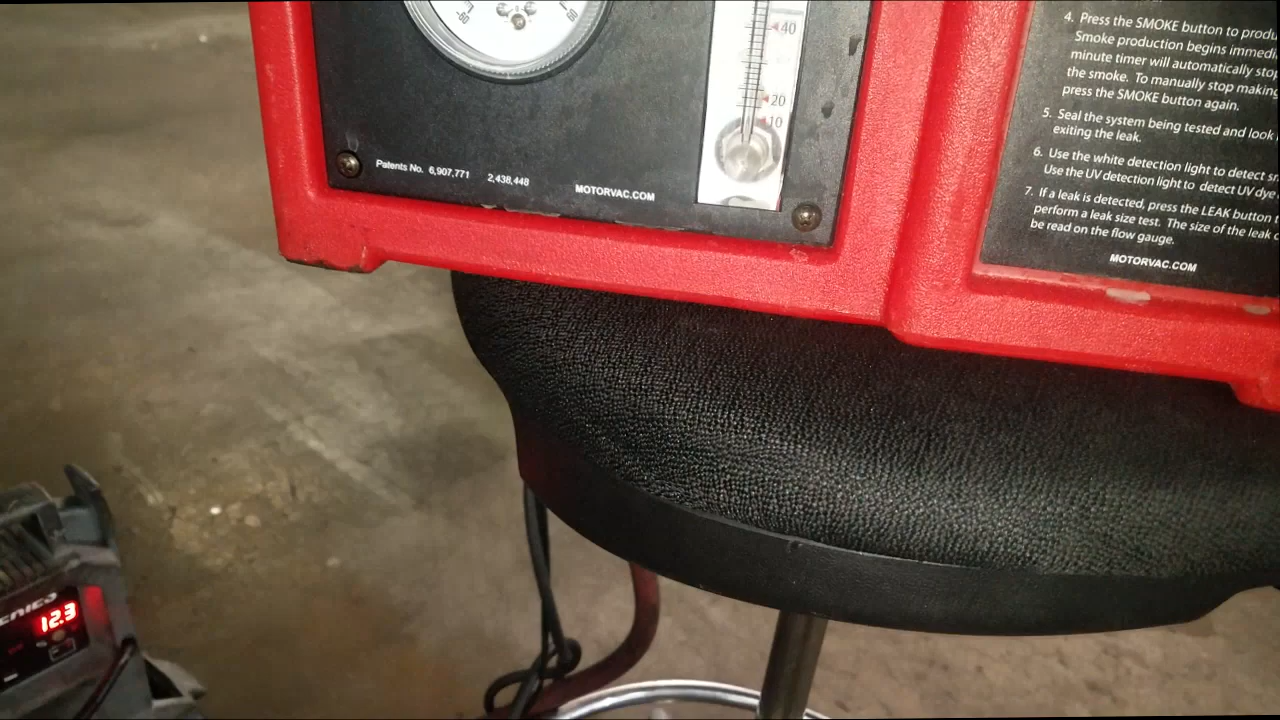 80
60
40
20
10
Patents No. 6,907,771 2,438,448
MOTORVAC.COM
4. Press the SMOKE button to produ
Smoke production begins immedi
minute timer will automatically stop
the smoke. To manually stop making
press the SMOKE button again.
5. Seal the system being tested and look
exiting the leak.
6. Use the white detection light to detect sm
Use the UV detection light to detect UV dye
7. If a leak is detected, press the LEAK button
perform a leak size test. The size of the leak c
be read on the flow gauge.
MOTORVAC.COM
12.3